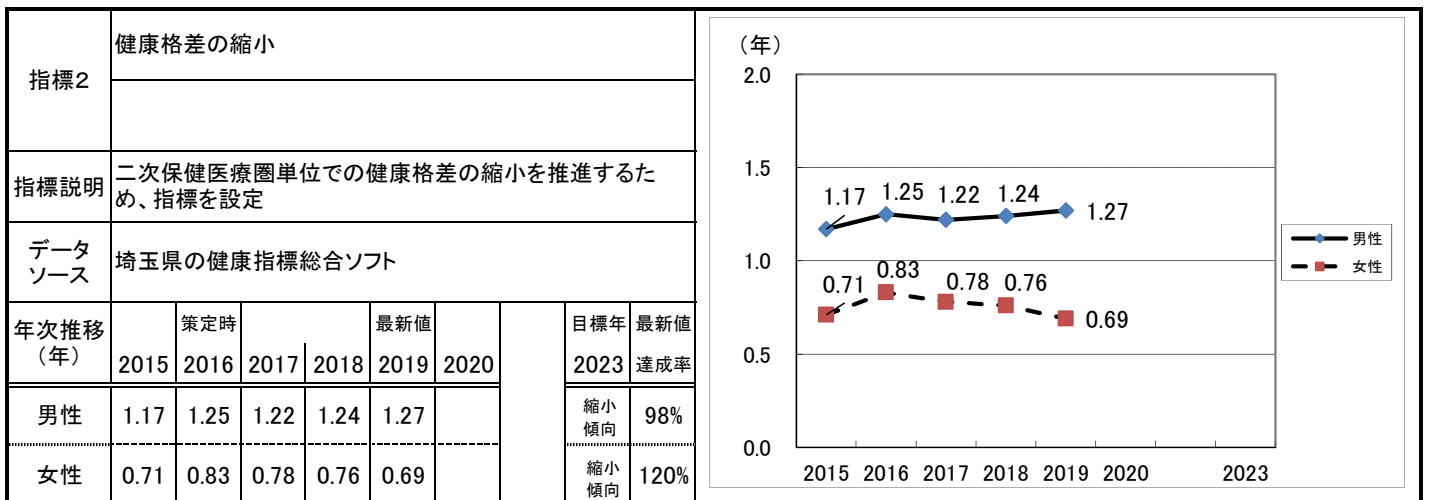 指標2
健康格差の縮小
指標説明
二次保健医療圏単位での健康格差の縮小を推進するた
め、指標を設定
データ
ソース
埼玉県の健康指標総合ソフト
年次推移
（年）
策定時 最新値 目標年 最新値
2015 2016 2017 2018 2019 2020 2023 達成率
男性 1.17 1.25 1.22 1.24 1.27 縮小 傾向 98%
女性 0.71 0.83 0.78 0.76 0.69 縮小 傾向 120%
（年）
2.0
1.5
1.0
0.5
0.0
1.17 1.25 1.22 1.24 1.27
0.71 0.83 0.78 0.76 0.69
2015 2016 2017 2018 2019 2020 2023
男性
女性